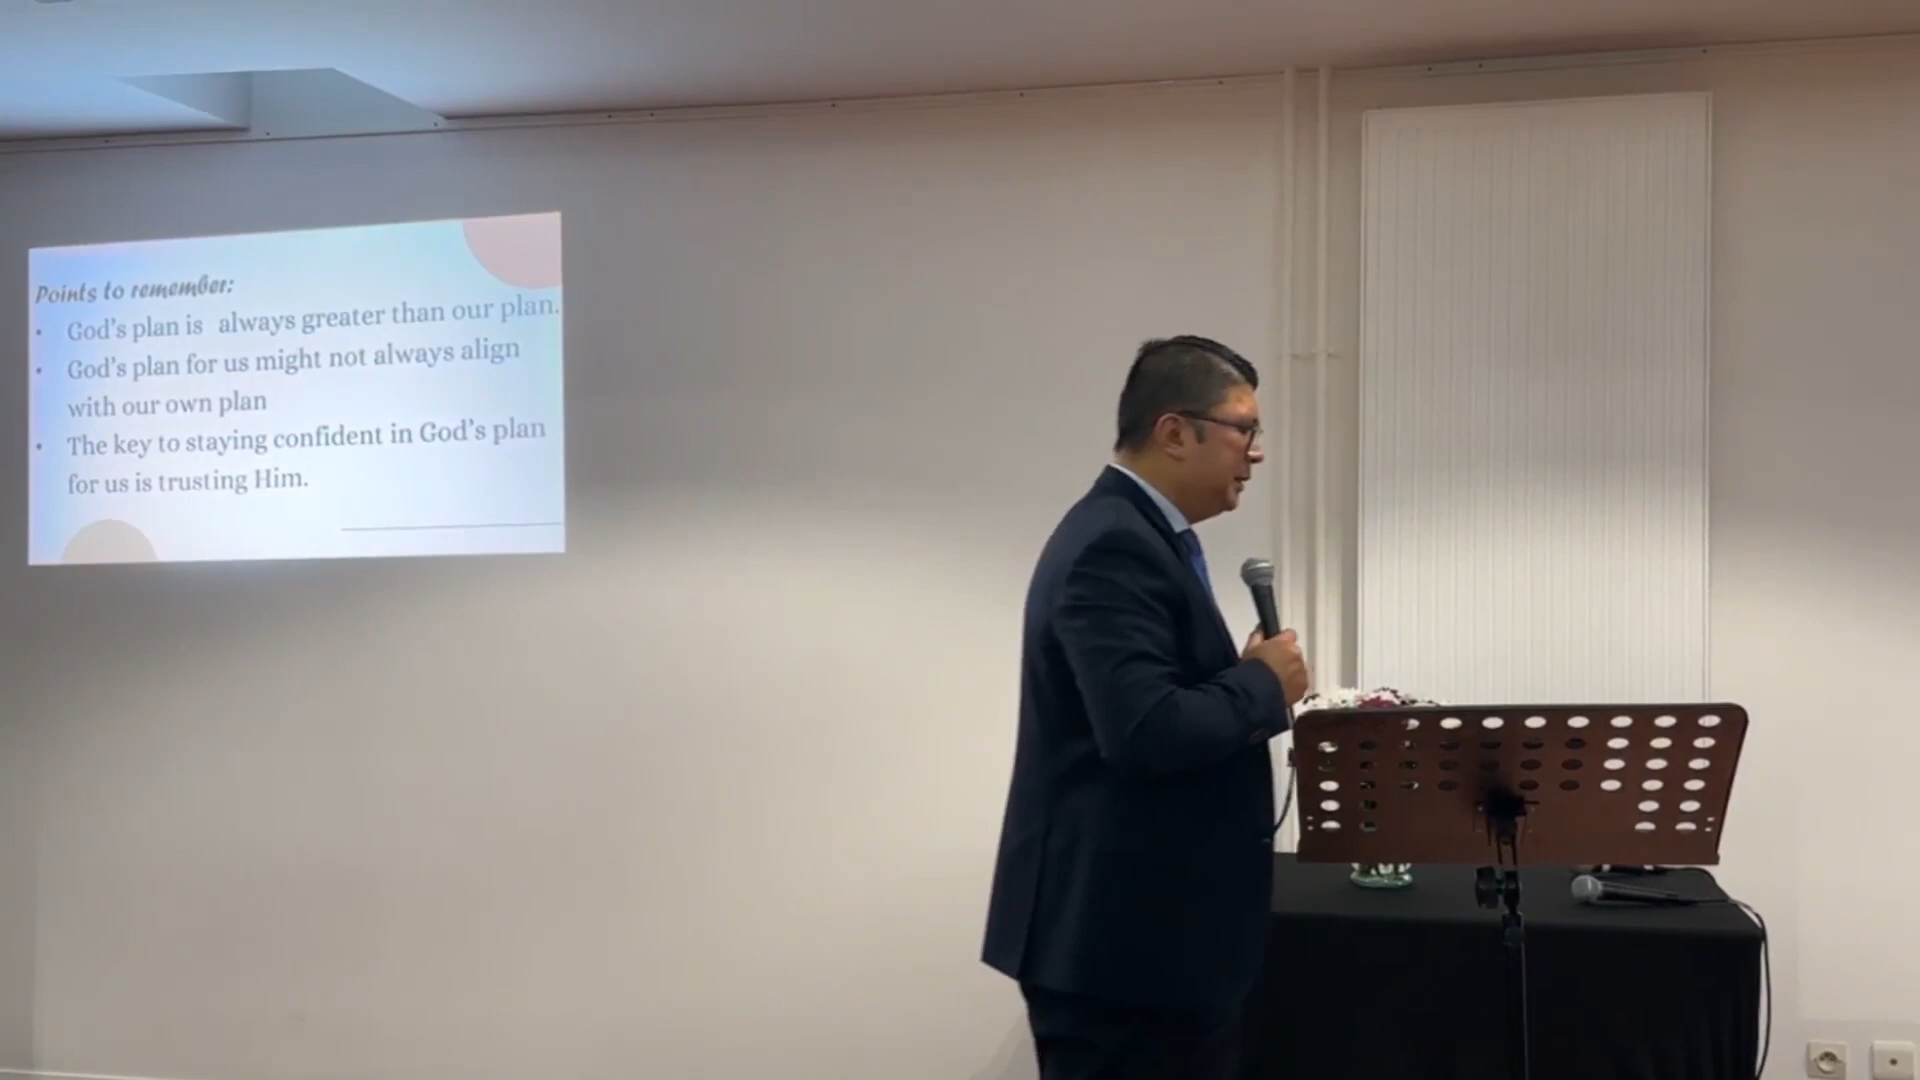 Points to remember:
• God's plan is always greater than our plan.
• God's plan for us might not always align
with our own plan
• The key to staying confident in God's plan
for us is trusting Him.